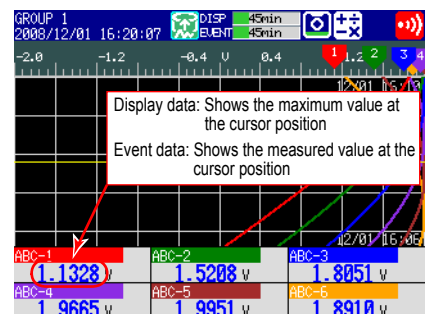 GROUP 1
2008/12/01 16:20:07
DISP 45min
EVENT 45min
-2.0 -1.2 -0.4 V 0.4 1.2
1 2 3 4
12/01 16/10
Display data: Shows the maximum value at
the cursor position
Event data: Shows the measured value at the
cursor position
12/01 16:06
ABC-1 ABC-2 ABC-3
1.1328 V 1.5208 V 1.8051 V
ABC-4 ABC-5 ABC-6
1.9665 V 1.9951 V 1.8910 V